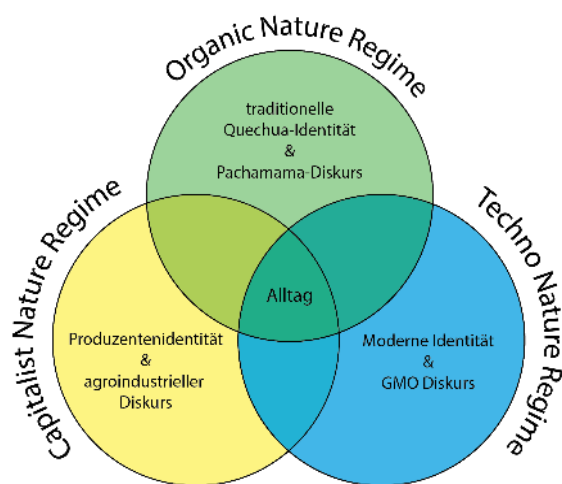 Organic Nature Regime
traditionelle
Quechua-Identität
&
Pachamama-Diskurs
Capitalist Nature Regime
Techno Nature Regime
Alltag
Produzentenidentität
&
agroindustrieller
Diskurs
Moderne Identität
&
GMO Diskurs